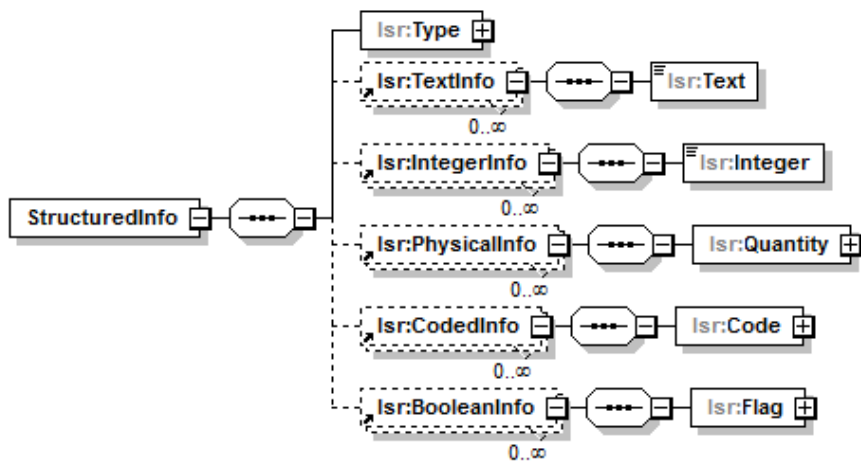 lsr:Type
lsr:TextInfo
lsr:Text
0..∞
lsr:IntegerInfo
lsr:Integer
0..∞
StructuredInfo
lsr:PhysicalInfo
lsr:Quantity
0..∞
lsr:CodedInfo
lsr:Code
0..∞
lsr:BooleanInfo
lsr:Flag
0..∞